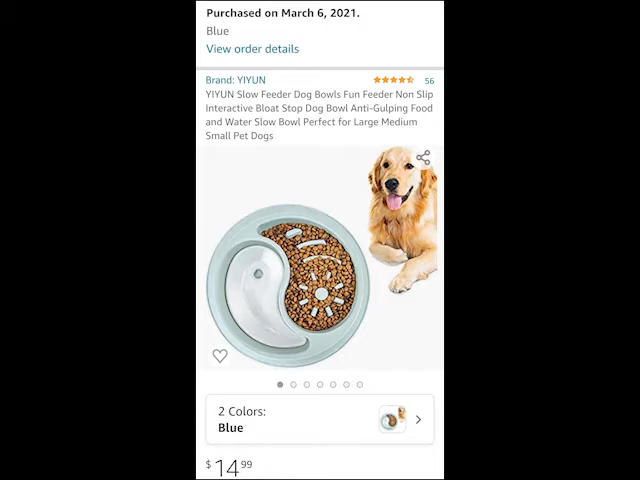 Purchased on March 6, 2021.
Blue
View order details
Brand: YIYUN
56
YIYUN Slow Feeder Dog Bowls Fun Feeder Non Slip
Interactive Bloat Stop Dog Bowl Anti-Gulping Food
and Water Slow Bowl Perfect for Large Medium
Small Pet Dogs
2 Colors:
Blue
$14 99